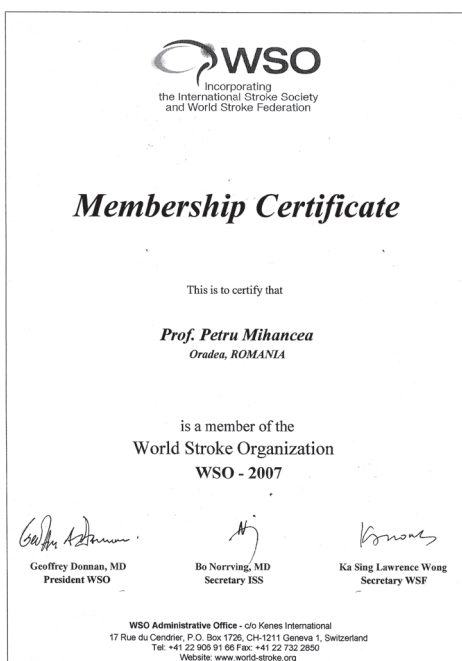 WSO
Incorporating
the International Stroke Society
and World Stroke Federation
Membership Certificate
This is to certify that
Prof. Petru Mihancea
Oradea, ROMANIA
is a member of the
World Stroke Organization
WSO - 2007
Geoffrey Donnan, MD
President WSO
Bo Norrving, MD
Secretary ISS
Ka Sing Lawrence Wong
Secretary WSF
WSO Administrative Office - c/o Kenes International
17 Rue du Cendrier, P.O. Box 1726, CH-1211 Geneva 1, Switzerland
Tel: +41 22 906 91 66 Fax: +41 22 732 2850
Website: www.world-stroke.org